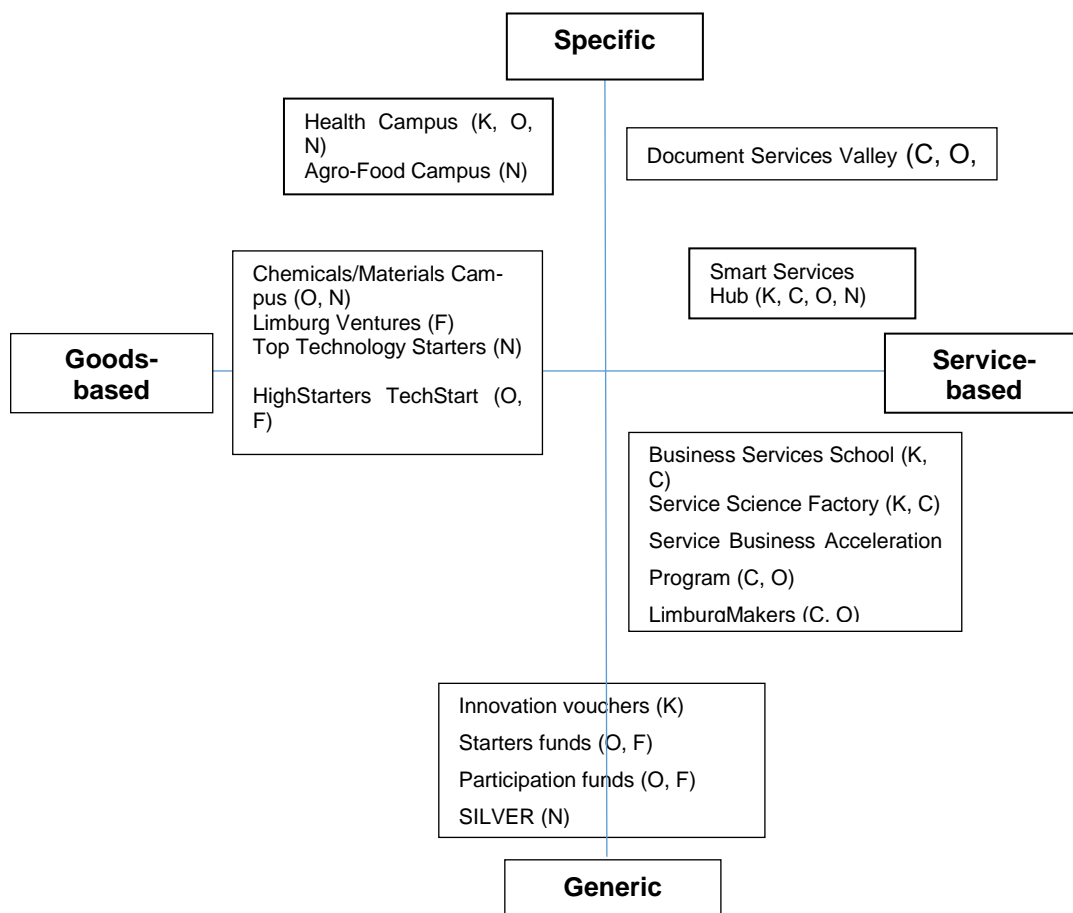 Specific
Health Campus (K, O,
N)
Agro-Food Campus (N)
Document Services Valley (C, O,
Chemicals/Materials Cam-
pus (O, N)
Limburg Ventures (F)
Top Technology Starters (N)
HighStarters TechStart (O,
F)
Smart Services
Hub (K, C, O, N)
Goods-
based
Service-
based
Business Services School (K,
C)
Service Science Factory (K, C)
Service Business Acceleration
Program (C, O)
LimburgMakers (C, O)
Innovation vouchers (K)
Starters funds (O, F)
Participation funds (O, F)
SILVER (N)
Generic